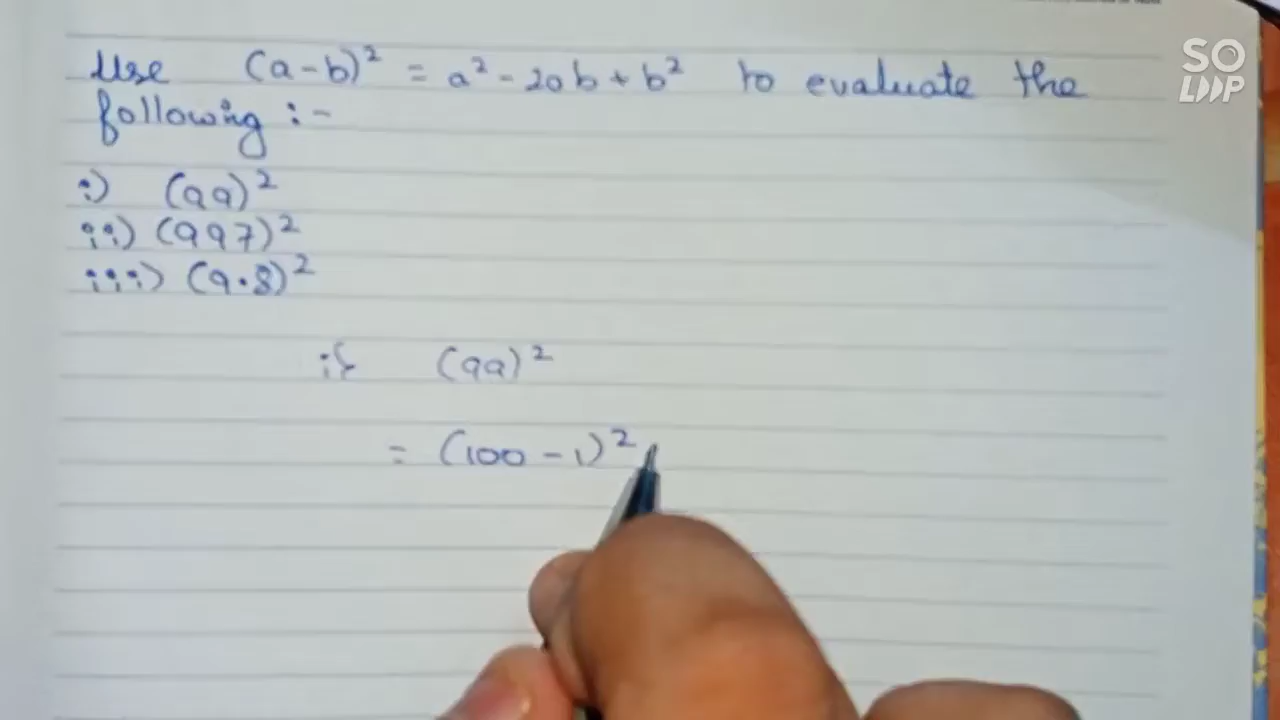 Use (a-b)² = a² - 2ab + b² to evaluate the
following :-
i) (99)²
ii) (997)²
iii) (9.8)²
i} (99)²
= (100 - 1)²
SO
LOOP